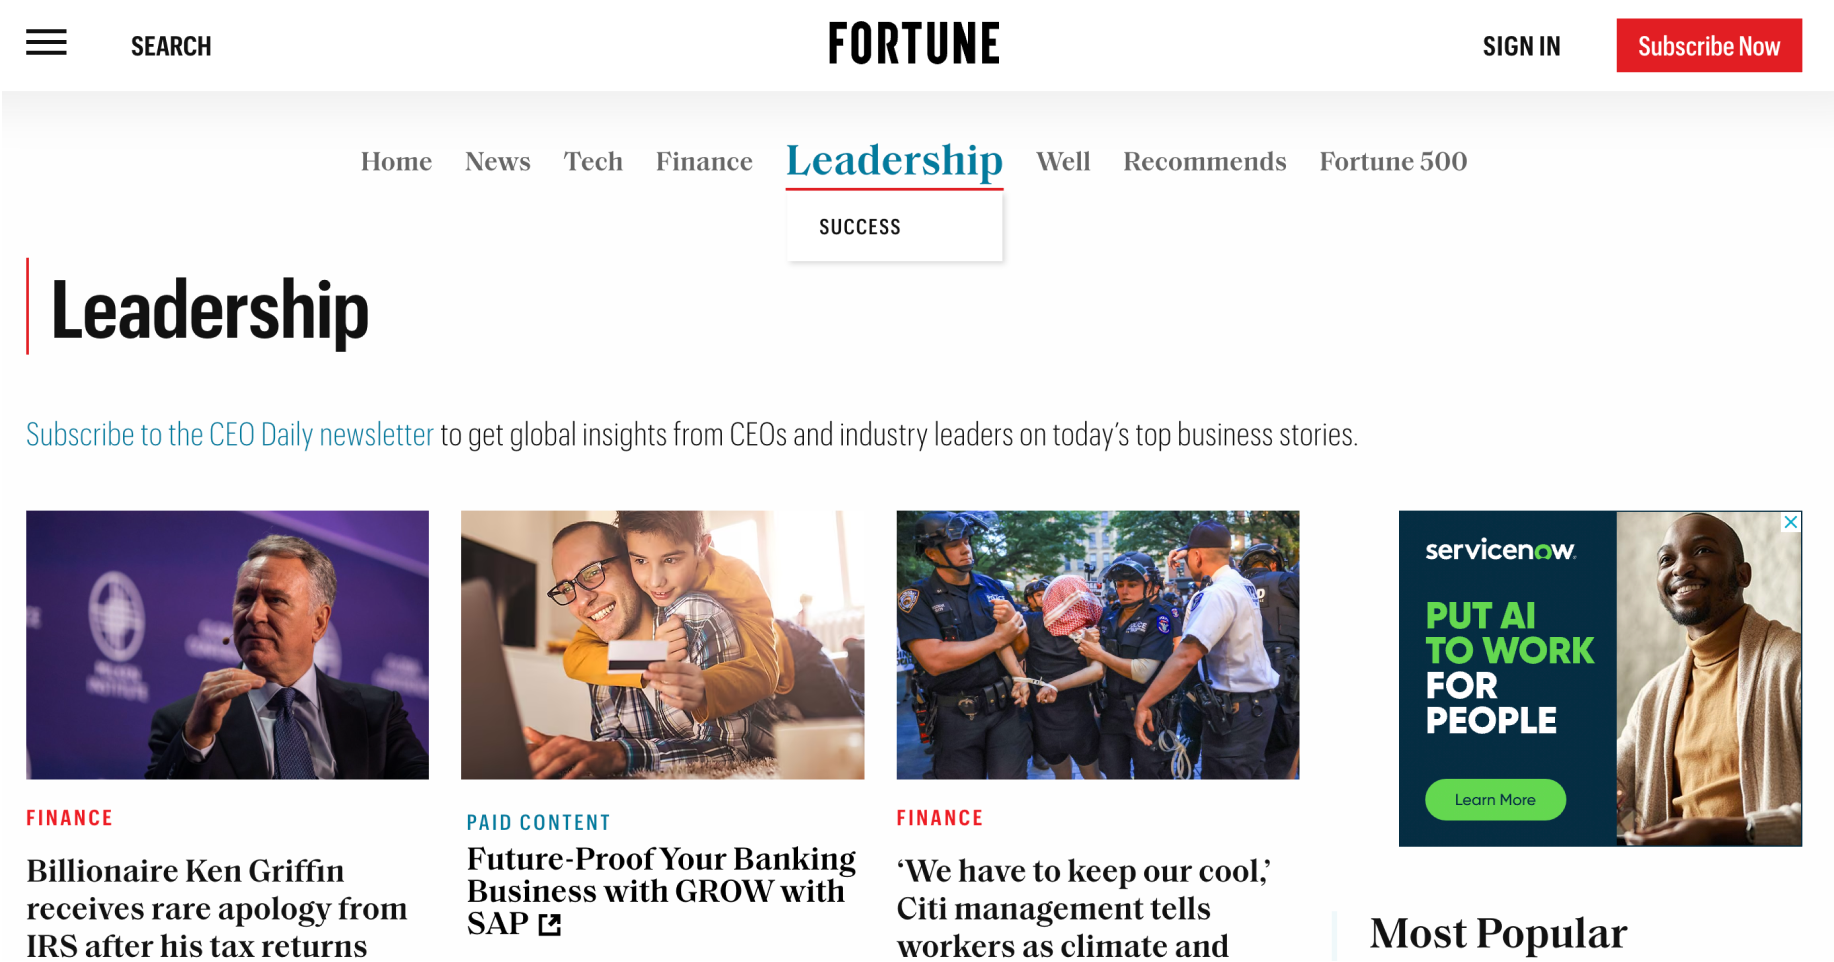 SEARCH
FORTUNE
SIGN IN
Subscribe Now
Home
News
Tech
Finance
Leadership
Well
Recommends
Fortune 500
SUCCESS
Leadership
Subscribe to the CEO Daily newsletter to get global insights from CEOs and industry leaders on today’s top business stories.
FINANCE
Billionaire Ken Griffin
receives rare apology from
IRS after his tax returns
PAID CONTENT
Future-Proof Your Banking
Business with GROW with
SAP
FINANCE
‘We have to keep our cool,’
Citi management tells
workers as climate and
servicenow
PUT AI
TO WORK
FOR
PEOPLE
Learn More
Most Popular